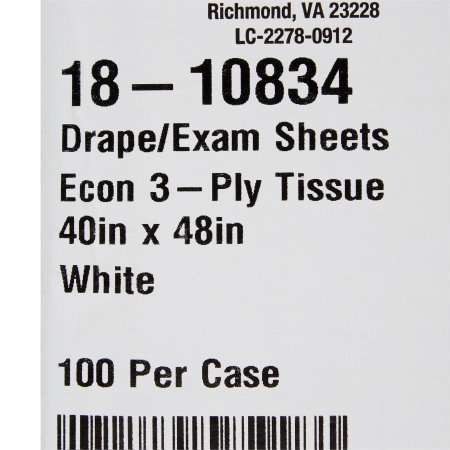 Richmond, VA 23228
LC-2278-0912
18 – 10834
Drape/Exam Sheets
Econ 3 – Ply Tissue
40in x 48in
White
100 Per Case